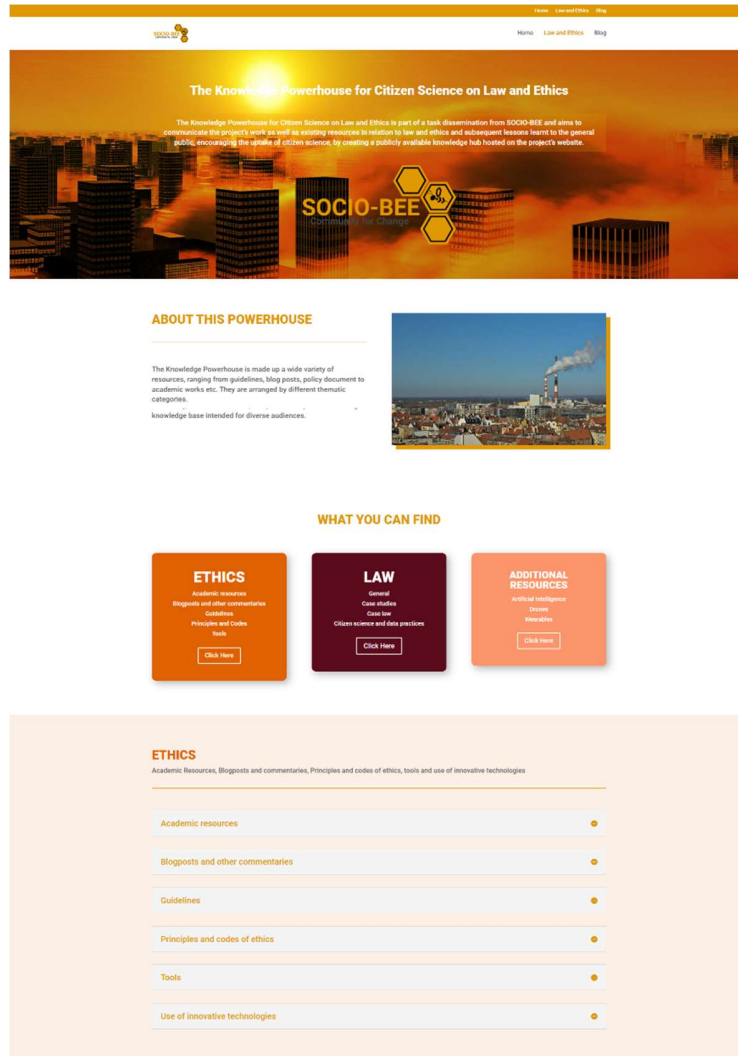 Home Law and Ethics Blog
SOCIO-BEE
Home Law and Ethics Blog
The Knowledge Powerhouse for Citizen Science on Law and Ethics
The Knowledge Powerhouse for Citizen Science on Law and Ethics is part of a task dissemination from SOCIO-BEE and aims to
communicate the project's work as well as existing resources in relation to law and ethics and subsequent lessons learnt to the general
public, encouraging the uptake of citizen science, by creating a publicly available knowledge hub hosted on the project's website.
SOCIO-BEE
Community for Change
ABOUT THIS POWERHOUSE
The Knowledge Powerhouse is made up a wide variety of
resources, ranging from guidelines, blog posts, policy document to
academic works etc. They are arranged by different thematic
categories.
knowledge base intended for diverse audiences.
WHAT YOU CAN FIND
ETHICS
Academic resources
Blogposts and other commentaries
Guidelines
Principles and Codes
Tools
Click Here
LAW
General
Case studies
Case law
Citizen science and data practices
Click Here
ADDITIONAL
RESOURCES
Artificial Intelligence
Drones
Wearables
Click Here
ETHICS
Academic Resources, Blogposts and commentaries, Principles and codes of ethics, tools and use of innovative technologies
Academic resources
Blogposts and other commentaries
Guidelines
Principles and codes of ethics
Tools
Use of innovative technologies